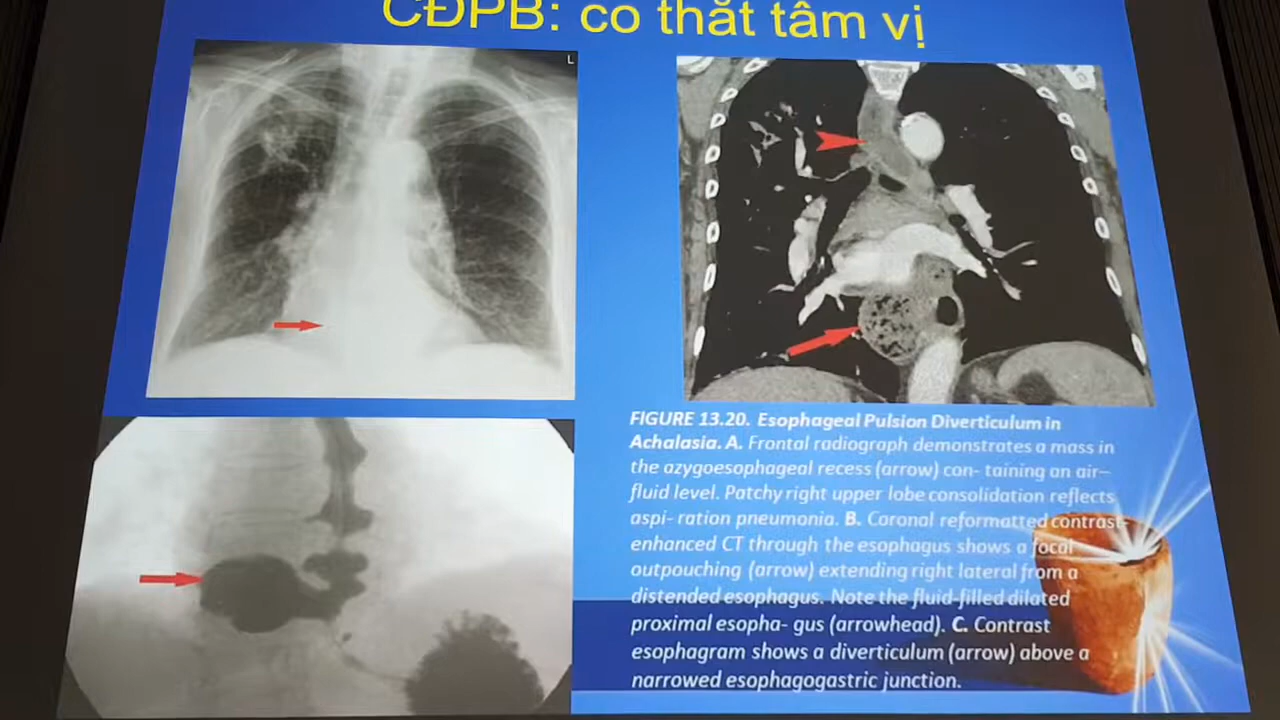 CĐPB: co thắt tâm vị
L
FIGURE 13.20. Esophageal Pulsion Diverticulum in
Achalasia. A. Frontal radiograph demonstrates a mass in
the azygoesophageal recess (arrow) con- taining an air–
fluid level. Patchy right upper lobe consolidation reflects
aspi- ration pneumonia. B. Coronal reformatted contrast-
enhanced CT through the esophagus shows a focal
outpouching (arrow) extending right lateral from a
distended esophagus. Note the fluid-filled dilated
proximal esopha- gus (arrowhead). C. Contrast
esophagram shows a diverticulum (arrow) above a
narrowed esophagogastric junction.